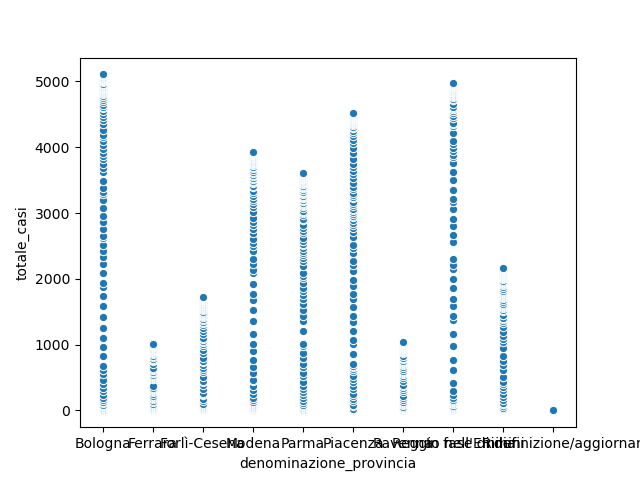 5000
4000
3000
2000
1000
0
totale_casi
Bologna Ferrara Forlì-Cesena Modena Parma Piacenza
denominazione_provincia